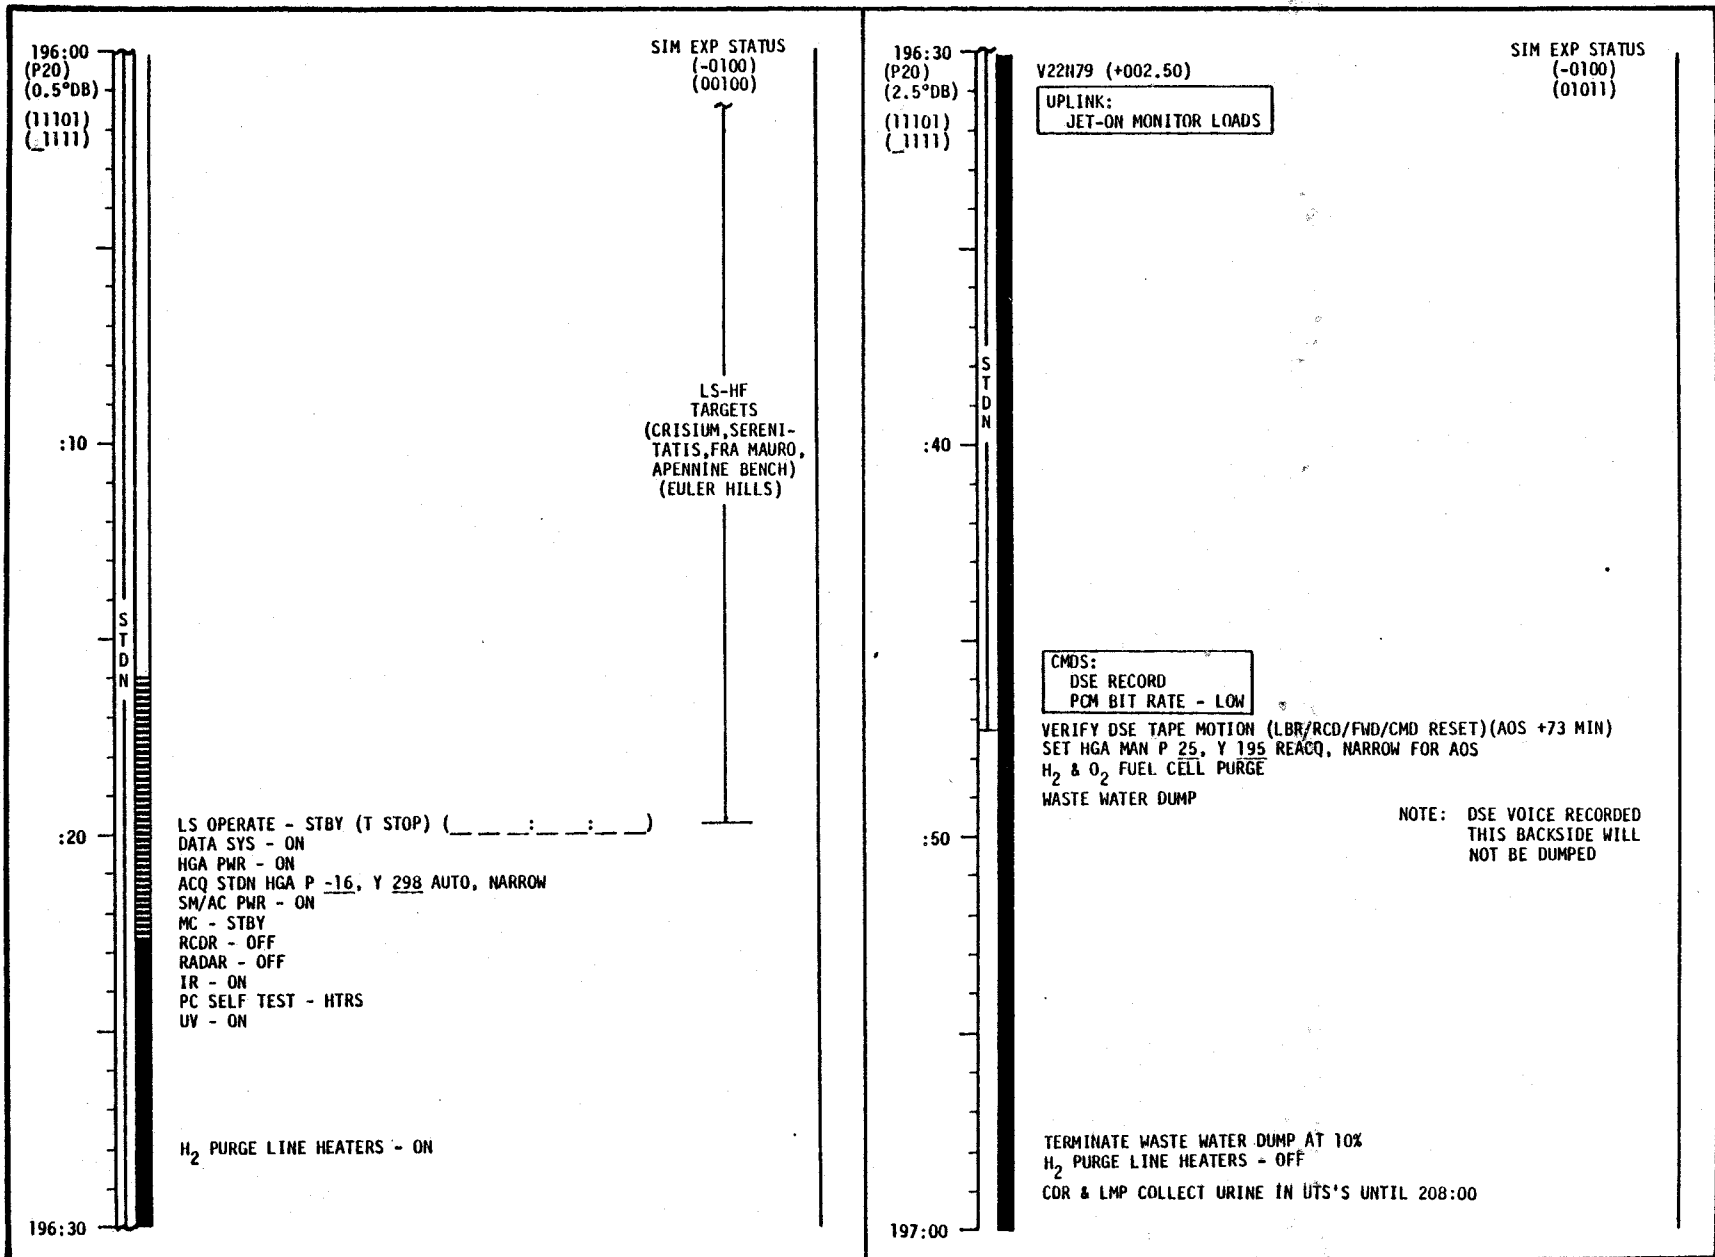 196:00
(P20)
(0.5°DB)
(11101)
(_1111)
SIM EXP STATUS
(-0100)
(00100)
LS-HF
TARGETS
(CRISIUM,SERENI-
TATIS,FRA MAURO,
APENNINE BENCH)
(EULER HILLS)
:10
STDN
:20
LS OPERATE - STBY (T STOP) (_ _ _:_ _:_ _)
DATA SYS - ON
HGA PWR - ON
ACQ STDN HGA P -16, Y 298 AUTO, NARROW
SM/AC PWR - ON
MC - STBY
RCDR - OFF
RADAR - OFF
IR - ON
PC SELF TEST - HTRS
UV - ON
H2 PURGE LINE HEATERS - ON
196:30
196:30
(P20)
(2.5°DB)
(11101)
(_1111)
V22N79 (+002.50)
UPLINK:
JET-ON MONITOR LOADS
SIM EXP STATUS
(-0100)
(01011)
STDN
:40
CMDS:
DSE RECORD
PCM BIT RATE - LOW
VERIFY DSE TAPE MOTION (LBR/RCD/FWD/CMD RESET)(AOS +73 MIN)
SET HGA MAN P 25, Y 195 REACQ, NARROW FOR AOS
H2 & O2 FUEL CELL PURGE
WASTE WATER DUMP
NOTE: DSE VOICE RECORDED
THIS BACKSIDE WILL
NOT BE DUMPED
:50
TERMINATE WASTE WATER DUMP AT 10%
H2 PURGE LINE HEATERS - OFF
CDR & LMP COLLECT URINE IN UTS'S UNTIL 208:00
197:00